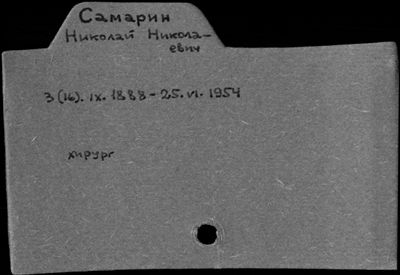 Самарин
Николай Никола-
евич
3 (16). IX. 1888 - 25. VI. 1954
хирург